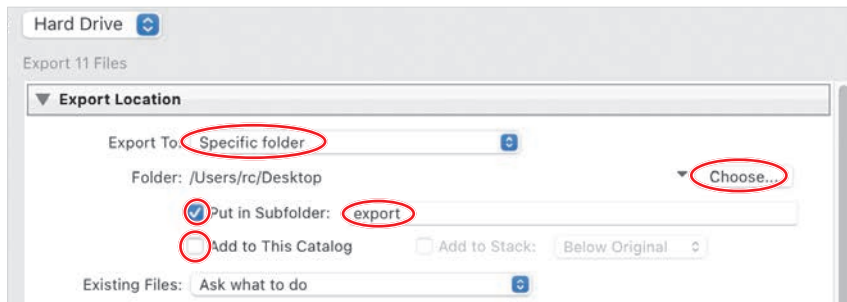 Hard Drive
Export 11 Files
Export Location
Export To: Specific folder
Folder: /Users/rc/Desktop Choose...
Put in Subfolder: export
Add to This Catalog Add to Stack: Below Original
Existing Files: Ask what to do